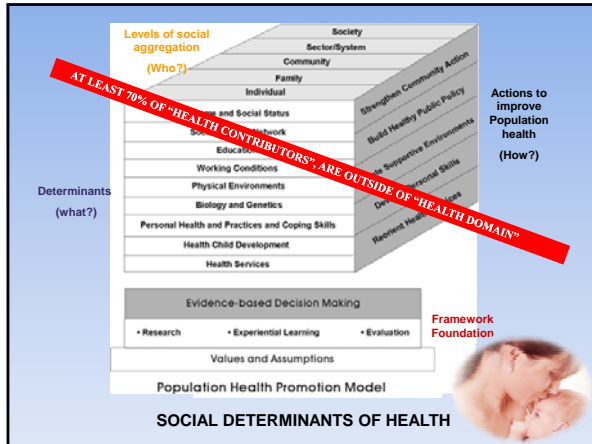 Levels of social
aggregation
(Who?)
Society
Sector/System
Community
Family
Individual
AT LEAST 70% OF “HEALTH CONTRIBUTORS”, ARE OUTSIDE OF “HEALTH DOMAIN”
and Social Status
Network
Working Conditions
Physical Environments
Biology and Genetics
Personal Health and Practices and Coping Skills
Health Child Development
Health Services
Strengthen Community Action
Build Healthy Public Policy
Supportive Environments
Personal Skills
Reorient
Actions to
improve
Population
health
(How?)
Determinants
(what?)
Evidence-based Decision Making
• Research • Experiential Learning • Evaluation
Values and Assumptions
Framework
Foundation
Population Health Promotion Model
SOCIAL DETERMINANTS OF HEALTH